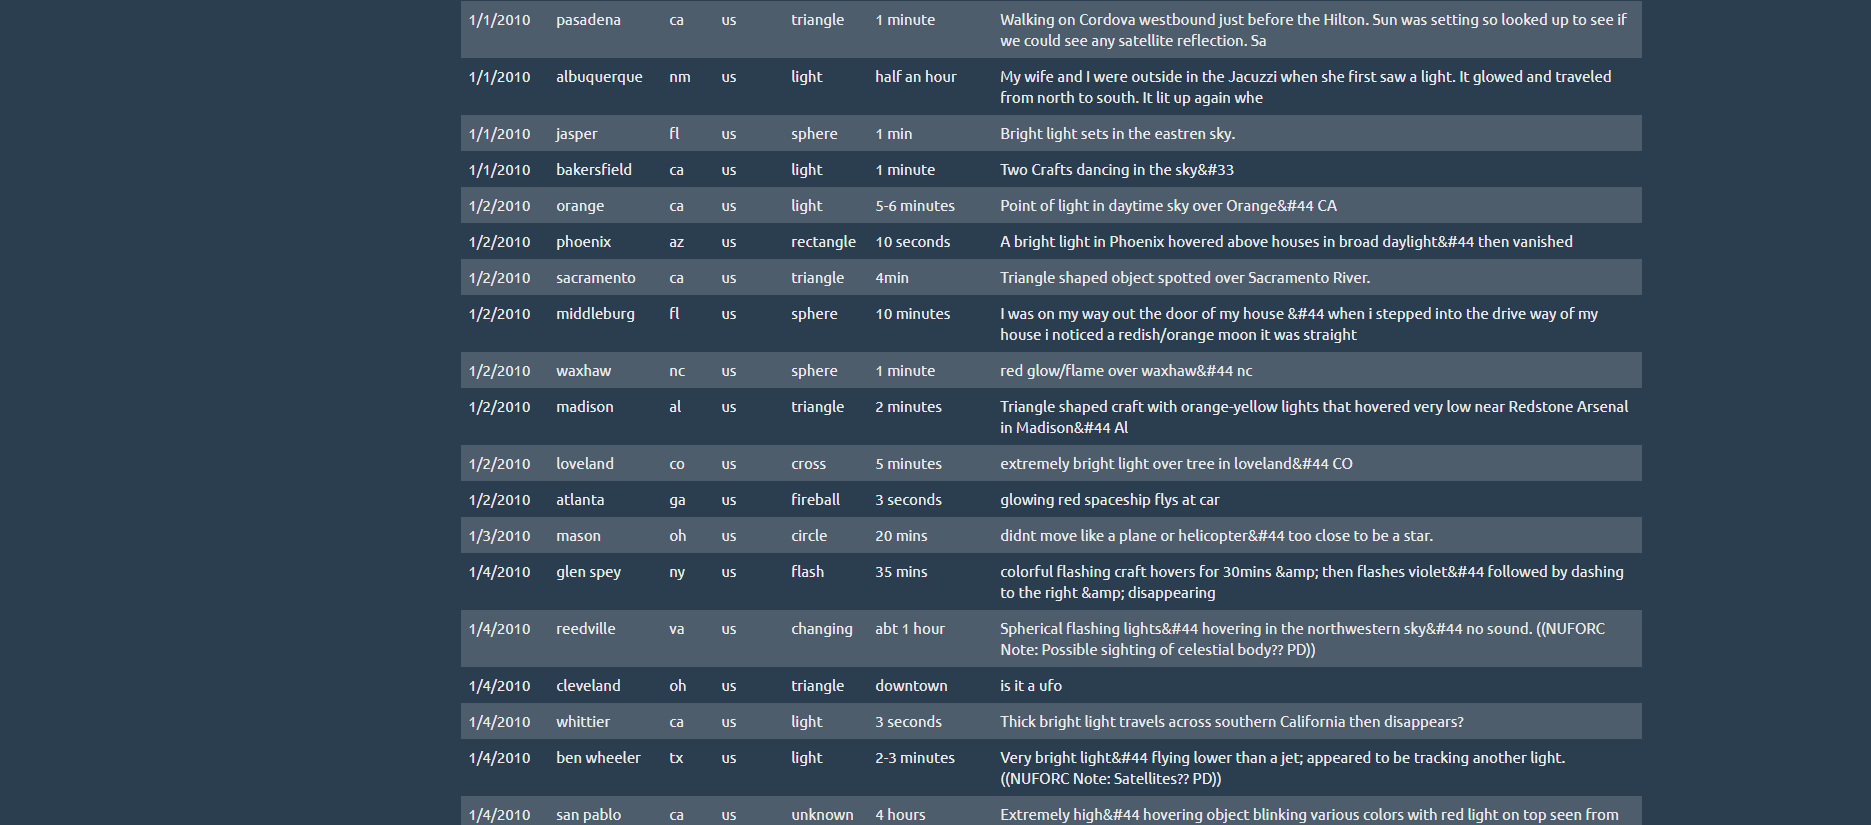 1/1/2010 pasadena ca us triangle 1 minute Walking on Cordova westbound just before the Hilton. Sun was setting so looked up to see if
we could see any satellite reflection. Sa
1/1/2010 albuquerque nm us light half an hour My wife and I were outside in the Jacuzzi when she first saw a light. It glowed and traveled
from north to south. It lit up again whe
1/1/2010 jasper fl us sphere 1 min Bright light sets in the eastren sky.
1/1/2010 bakersfield ca us light 1 minute Two Crafts dancing in the sky&#33
1/2/2010 orange ca us light 5-6 minutes Point of light in daytime sky over Orange&#44 CA
1/2/2010 phoenix az us rectangle 10 seconds A bright light in Phoenix hovered above houses in broad daylight&#44 then vanished
1/2/2010 sacramento ca us triangle 4min Triangle shaped object spotted over Sacramento River.
1/2/2010 middleburg fl us sphere 10 minutes I was on my way out the door of my house &#44 when i stepped into the drive way of my
house i noticed a redish/orange moon it was straight
1/2/2010 waxhaw nc us sphere 1 minute red glow/flame over waxhaw&#44 nc
1/2/2010 madison al us triangle 2 minutes Triangle shaped craft with orange-yellow lights that hovered very low near Redstone Arsenal
in Madison&#44 Al
1/2/2010 loveland co us cross 5 minutes extremely bright light over tree in loveland&#44 CO
1/2/2010 atlanta ga us fireball 3 seconds glowing red spaceship flys at car
1/3/2010 mason oh us circle 20 mins didnt move like a plane or helicopter&#44 too close to be a star.
1/4/2010 glen spey ny us flash 35 mins colorful flashing craft hovers for 30mins &amp; then flashes violet&#44 followed by dashing
to the right &amp; disappearing
1/4/2010 reedville va us changing abt 1 hour Spherical flashing lights&#44 hovering in the northwestern sky&#44 no sound. ((NUFORC
Note: Possible sighting of celestial body?? PD))
1/4/2010 cleveland oh us triangle downtown is it a ufo
1/4/2010 whittier ca us light 3 seconds Thick bright light travels across southern California then disappears?
1/4/2010 ben wheeler tx us light 2-3 minutes Very bright light&#44 flying lower than a jet; appeared to be tracking another light.
((NUFORC Note: Satellites?? PD))
1/4/2010 san pablo ca us unknown 4 hours Extremely high&#44 hovering object blinking various colors with red light on top seen from